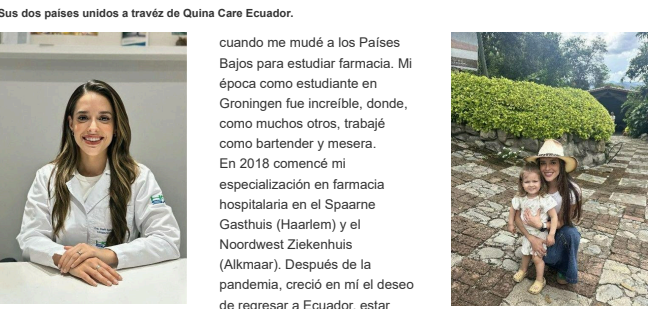 Sus dos países unidos a travéz de Quina Care Ecuador.
cuando me mudé a los Países
Bajos para estudiar farmacia. Mi
época como estudiante en
Groningen fue increíble, donde,
como muchos otros, trabajé
como bartender y mesera.
En 2018 comencé mi
especialización en farmacia
hospitalaria en el Spaarne
Gasthuis (Haarlem) y el
Noordwest Ziekenhuis
(Alkmaar). Después de la
pandemia, creció en mí el deseo
de regresar a Ecuador, estar